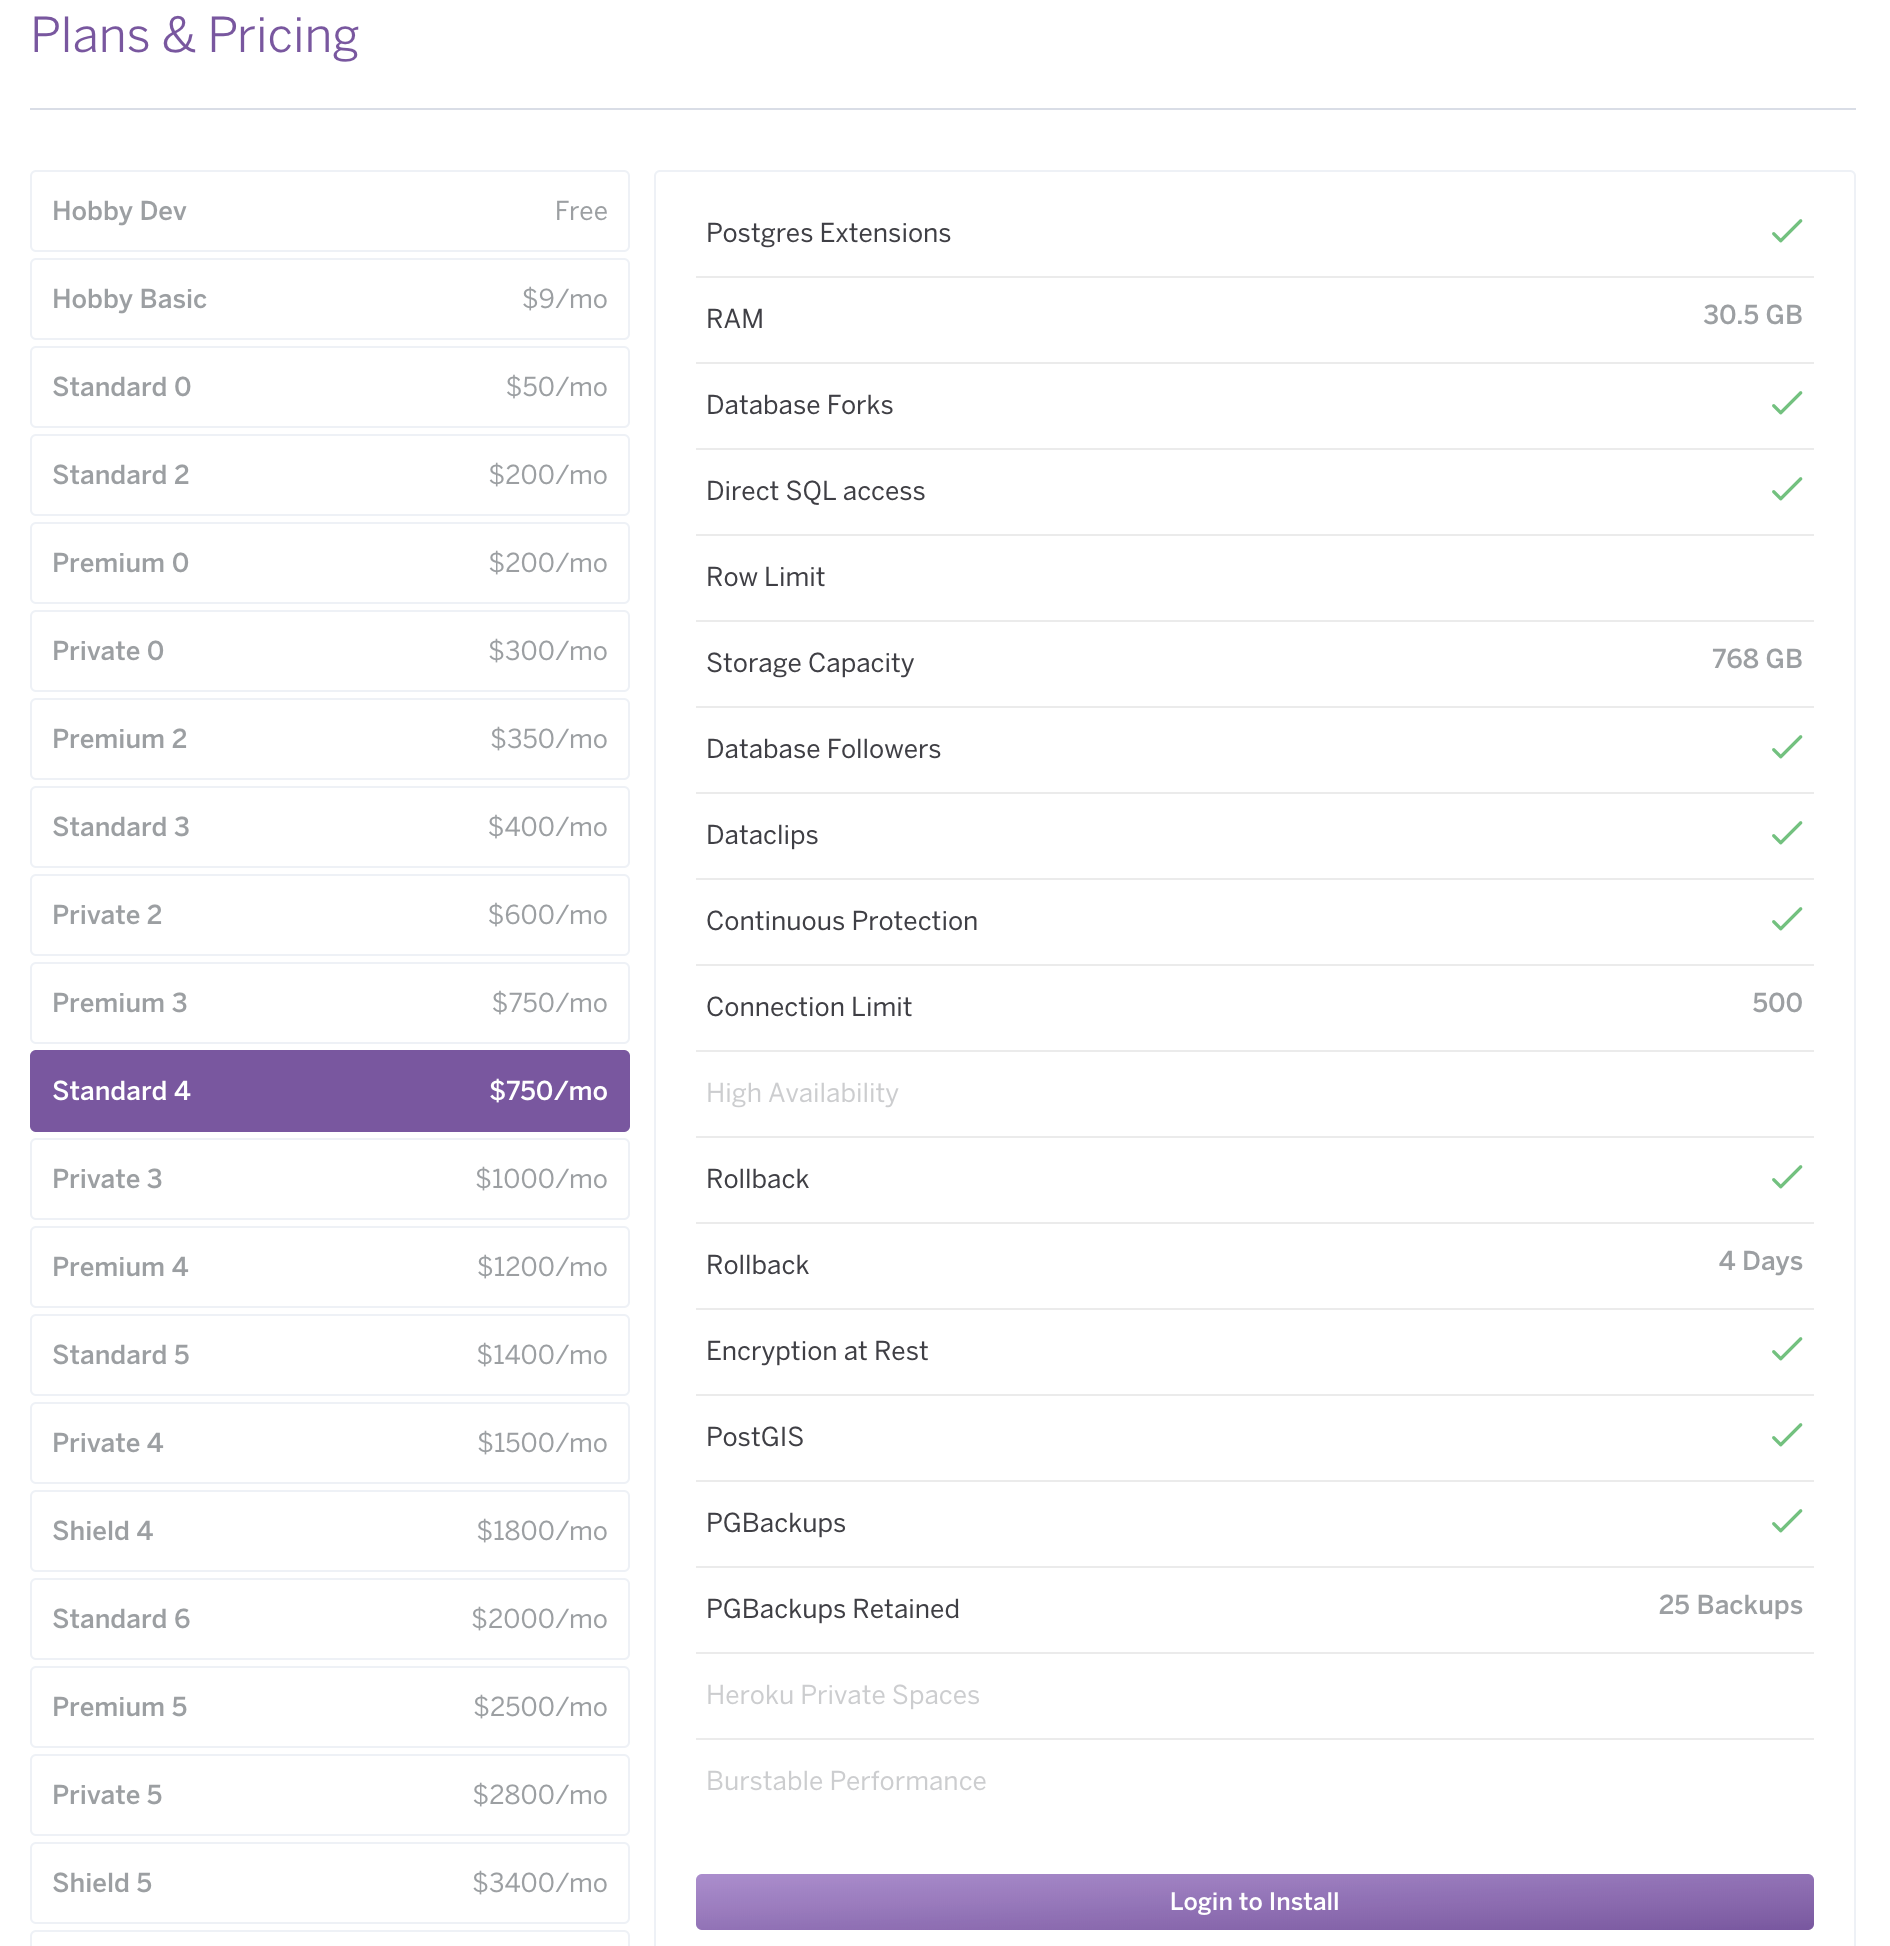 Plans & Pricing
Hobby Dev Free
Hobby Basic $9/mo
Standard 0 $50/mo
Standard 2 $200/mo
Premium 0 $200/mo
Private 0 $300/mo
Premium 2 $350/mo
Standard 3 $400/mo
Private 2 $600/mo
Premium 3 $750/mo
Standard 4 $750/mo
Private 3 $1000/mo
Premium 4 $1200/mo
Standard 5 $1400/mo
Private 4 $1500/mo
Shield 4 $1800/mo
Standard 6 $2000/mo
Premium 5 $2500/mo
Private 5 $2800/mo
Shield 5 $3400/mo
Postgres Extensions
RAM 30.5 GB
Database Forks
Direct SQL access
Row Limit
Storage Capacity 768 GB
Database Followers
Dataclips
Continuous Protection
Connection Limit 500
High Availability
Rollback
Rollback 4 Days
Encryption at Rest
PostGIS
PGBackups
PGBackups Retained 25 Backups
Heroku Private Spaces
Burstable Performance
Login to Install